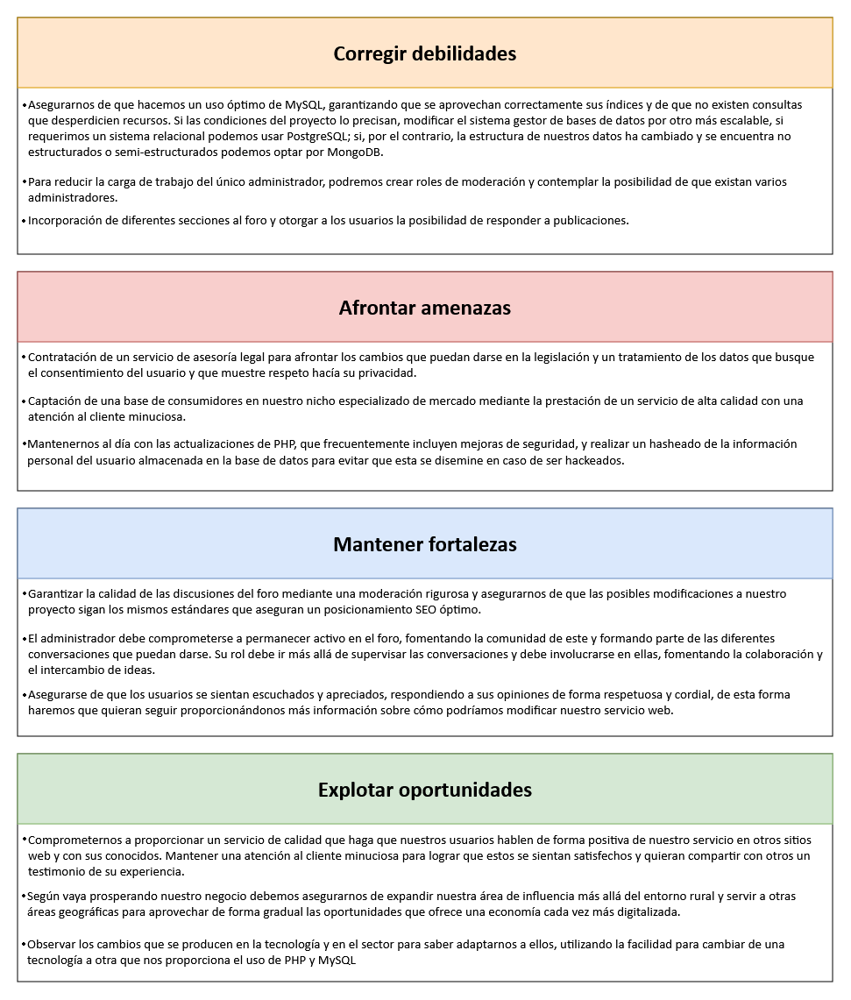 Corregir debilidades
•Asegurarnos de que hacemos un uso óptimo de MySQL, garantizando que se aprovechan correctamente sus índices y de que no existen consultas
que desperdicien recursos. Si las condiciones del proyecto lo precisan, modificar el sistema gestor de bases de datos por otro más escalable, si
requerimos un sistema relacional podemos usar PostgreSQL; si, por el contrario, la estructura de nuestros datos ha cambiado y se encuentra no
estructurados o semi-estructurados podemos optar por MongoDB.
•Para reducir la carga de trabajo del único administrador, podremos crear roles de moderación y contemplar la posibilidad de que existan varios
administradores.
•Incorporación de diferentes secciones al foro y otorgar a los usuarios la posibilidad de responder a publicaciones.
Afrontar amenazas
•Contratación de un servicio de asesoría legal para afrontar los cambios que puedan darse en la legislación y un tratamiento de los datos que busque
el consentimiento del usuario y que muestre respeto hacía su privacidad.
•Captación de una base de consumidores en nuestro nicho especializado de mercado mediante la prestación de un servicio de alta calidad con una
atención al cliente minuciosa.
•Mantenernos al día con las actualizaciones de PHP, que frecuentemente incluyen mejoras de seguridad, y realizar un hasheado de la información
personal del usuario almacenada en la base de datos para evitar que esta se disemine en caso de ser hackeados.
Mantener fortalezas
•Garantizar la calidad de las discusiones del foro mediante una moderación rigurosa y asegurarnos de que las posibles modificaciones a nuestro
proyecto sigan los mismos estándares que aseguran un posicionamiento SEO óptimo.
•El administrador debe comprometerse a permanecer activo en el foro, fomentando la comunidad de este y formando parte de las diferentes
conversaciones que puedan darse. Su rol debe ir más allá de supervisar las conversaciones y debe involucrarse en ellas, fomentando la colaboración y
el intercambio de ideas.
•Asegurarse de que los usuarios se sientan escuchados y apreciados, respondiendo a sus opiniones de forma respetuosa y cordial, de esta forma
haremos que quieran seguir proporcionándonos más información sobre cómo podríamos modificar nuestro servicio web.
Explotar oportunidades
•Comprometernos a proporcionar un servicio de calidad que haga que nuestros usuarios hablen de forma positiva de nuestro servicio en otros sitios
web y con sus conocidos. Mantener una atención al cliente minuciosa para lograr que estos se sientan satisfechos y quieran compartir con otros un
testimonio de su experiencia.
•Según vaya prosperando nuestro negocio debemos asegurarnos de expandir nuestra área de influencia más allá del entorno rural y servir a otras
áreas geográficas para aprovechar de forma gradual las oportunidades que ofrece una economía cada vez más digitalizada.
•Observar los cambios que se producen en la tecnología y en el sector para saber adaptarnos a ellos, utilizando la facilidad para cambiar de una
tecnología a otra que nos proporciona el uso de PHP y MySQL